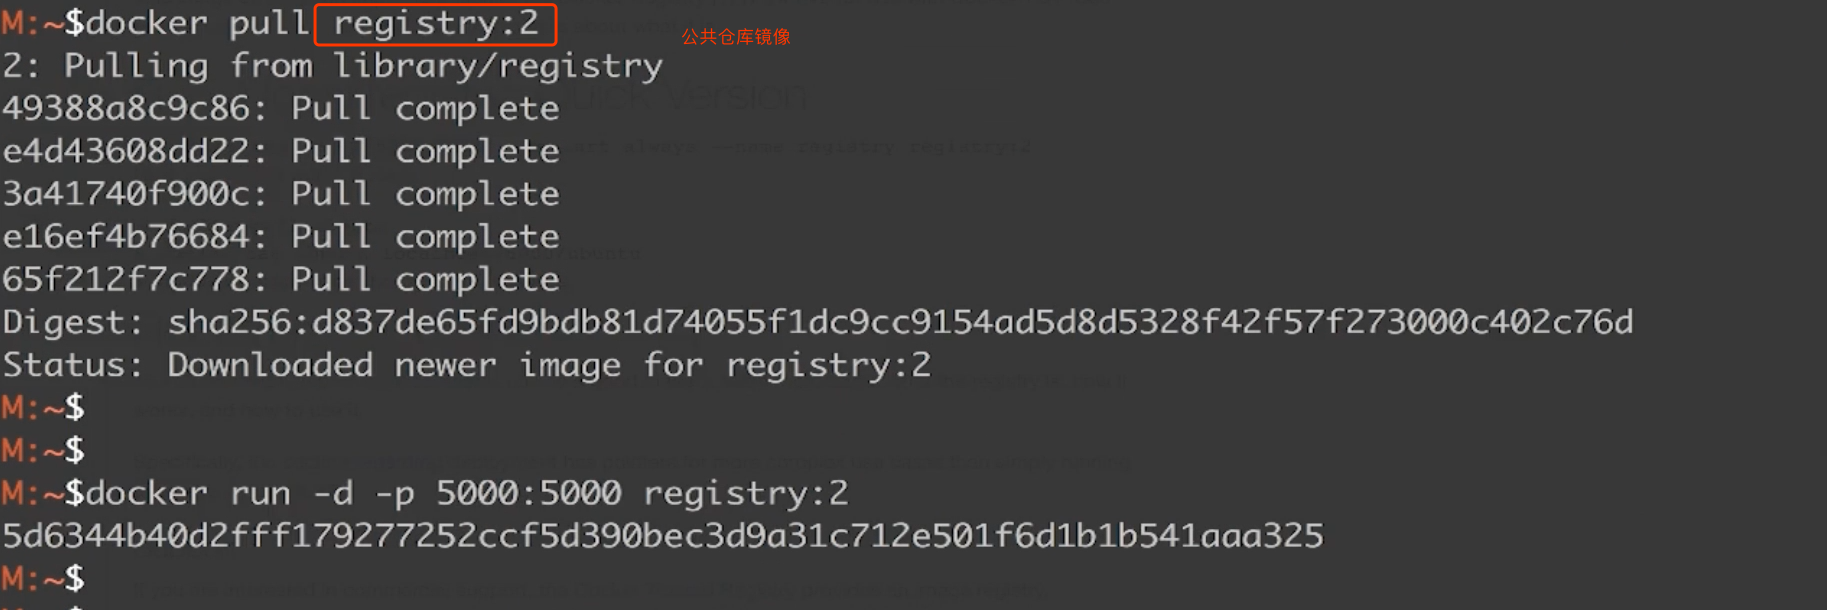 M:~$docker pull registry:2
公共仓库镜像
2: Pulling from library/registry
49388a8c9c86: Pull complete
e4d43608dd22: Pull complete
3a41740f900c: Pull complete
e16ef4b76684: Pull complete
65f212f7c778: Pull complete
Digest: sha256:d837de65fd9bdb81d74055f1dc9cc9154ad5d8d5328f42f57f273000c402c76d
Status: Downloaded newer image for registry:2
M:~$
M:~$
M:~$docker run -d -p 5000:5000 registry:2
5d6344b40d2fff179277252ccf5d390bec3d9a31c712e501f6d1b1b541aaa325
M:~$